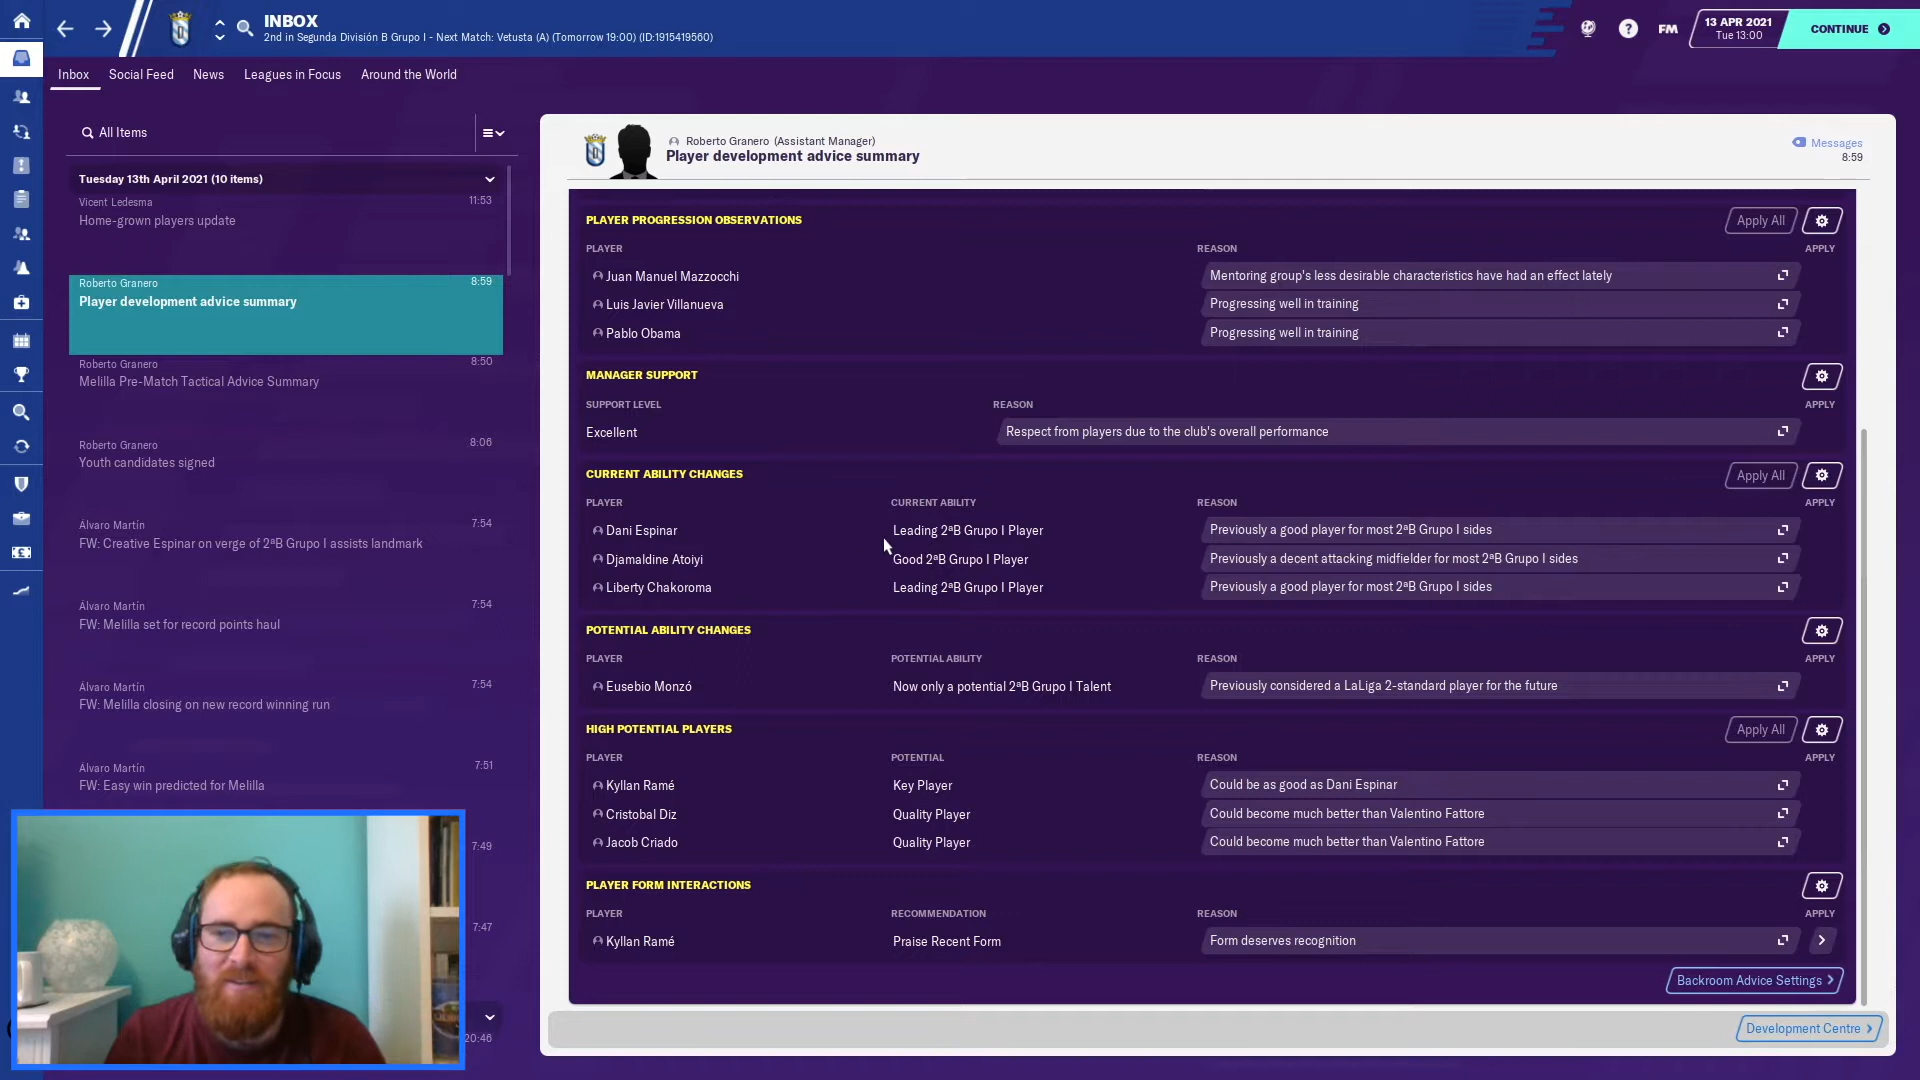 INBOX
2nd in Segunda División B Grupo I - Next Match: Vetusta (A) (Tomorrow 19:00) (ID:1915419560)
FM
13 APR 2021
Tue 13:00
CONTINUE
Inbox
Social Feed
News
Leagues in Focus
Around the World
All Items
Tuesday 13th April 2021 (10 items)
Vicent Ledesma 11:53
Home-grown players update
Roberto Granero 8:59
Player development advice summary
Roberto Granero 8:50
Melilla Pre-Match Tactical Advice Summary
Roberto Granero 8:06
Youth candidates signed
Álvaro Martín 7:54
FW: Creative Espinar on verge of 2ªB Grupo I assists landmark
Álvaro Martín 7:54
FW: Melilla set for record points haul
Álvaro Martín 7:54
FW: Melilla closing on new record winning run
Álvaro Martín 7:51
FW: Easy win predicted for Melilla
7:49
7:47
20:46
Roberto Granero (Assistant Manager)
Player development advice summary
Messages
8:59
PLAYER PROGRESSION OBSERVATIONS Apply All
PLAYER REASON APPLY
Juan Manuel Mazzocchi Mentoring group's less desirable characteristics have had an effect lately
Luis Javier Villanueva Progressing well in training
Pablo Obama Progressing well in training
MANAGER SUPPORT
SUPPORT LEVEL REASON APPLY
Excellent Respect from players due to the club's overall performance
CURRENT ABILITY CHANGES Apply All
PLAYER CURRENT ABILITY REASON APPLY
Dani Espinar Leading 2ªB Grupo I Player Previously a good player for most 2ªB Grupo I sides
Djamaldine Atoiyi Good 2ªB Grupo I Player Previously a decent attacking midfielder for most 2ªB Grupo I sides
Liberty Chakoroma Leading 2ªB Grupo I Player Previously a good player for most 2ªB Grupo I sides
POTENTIAL ABILITY CHANGES
PLAYER POTENTIAL ABILITY REASON APPLY
Eusebio Monzó Now only a potential 2ªB Grupo I Talent Previously considered a LaLiga 2-standard player for the future
HIGH POTENTIAL PLAYERS Apply All
PLAYER POTENTIAL REASON APPLY
Kyllan Ramé Key Player Could be as good as Dani Espinar
Cristobal Diz Quality Player Could become much better than Valentino Fattore
Jacob Criado Quality Player Could become much better than Valentino Fattore
PLAYER FORM INTERACTIONS
PLAYER RECOMMENDATION REASON APPLY
Kyllan Ramé Praise Recent Form Form deserves recognition
Backroom Advice Settings
Development Centre